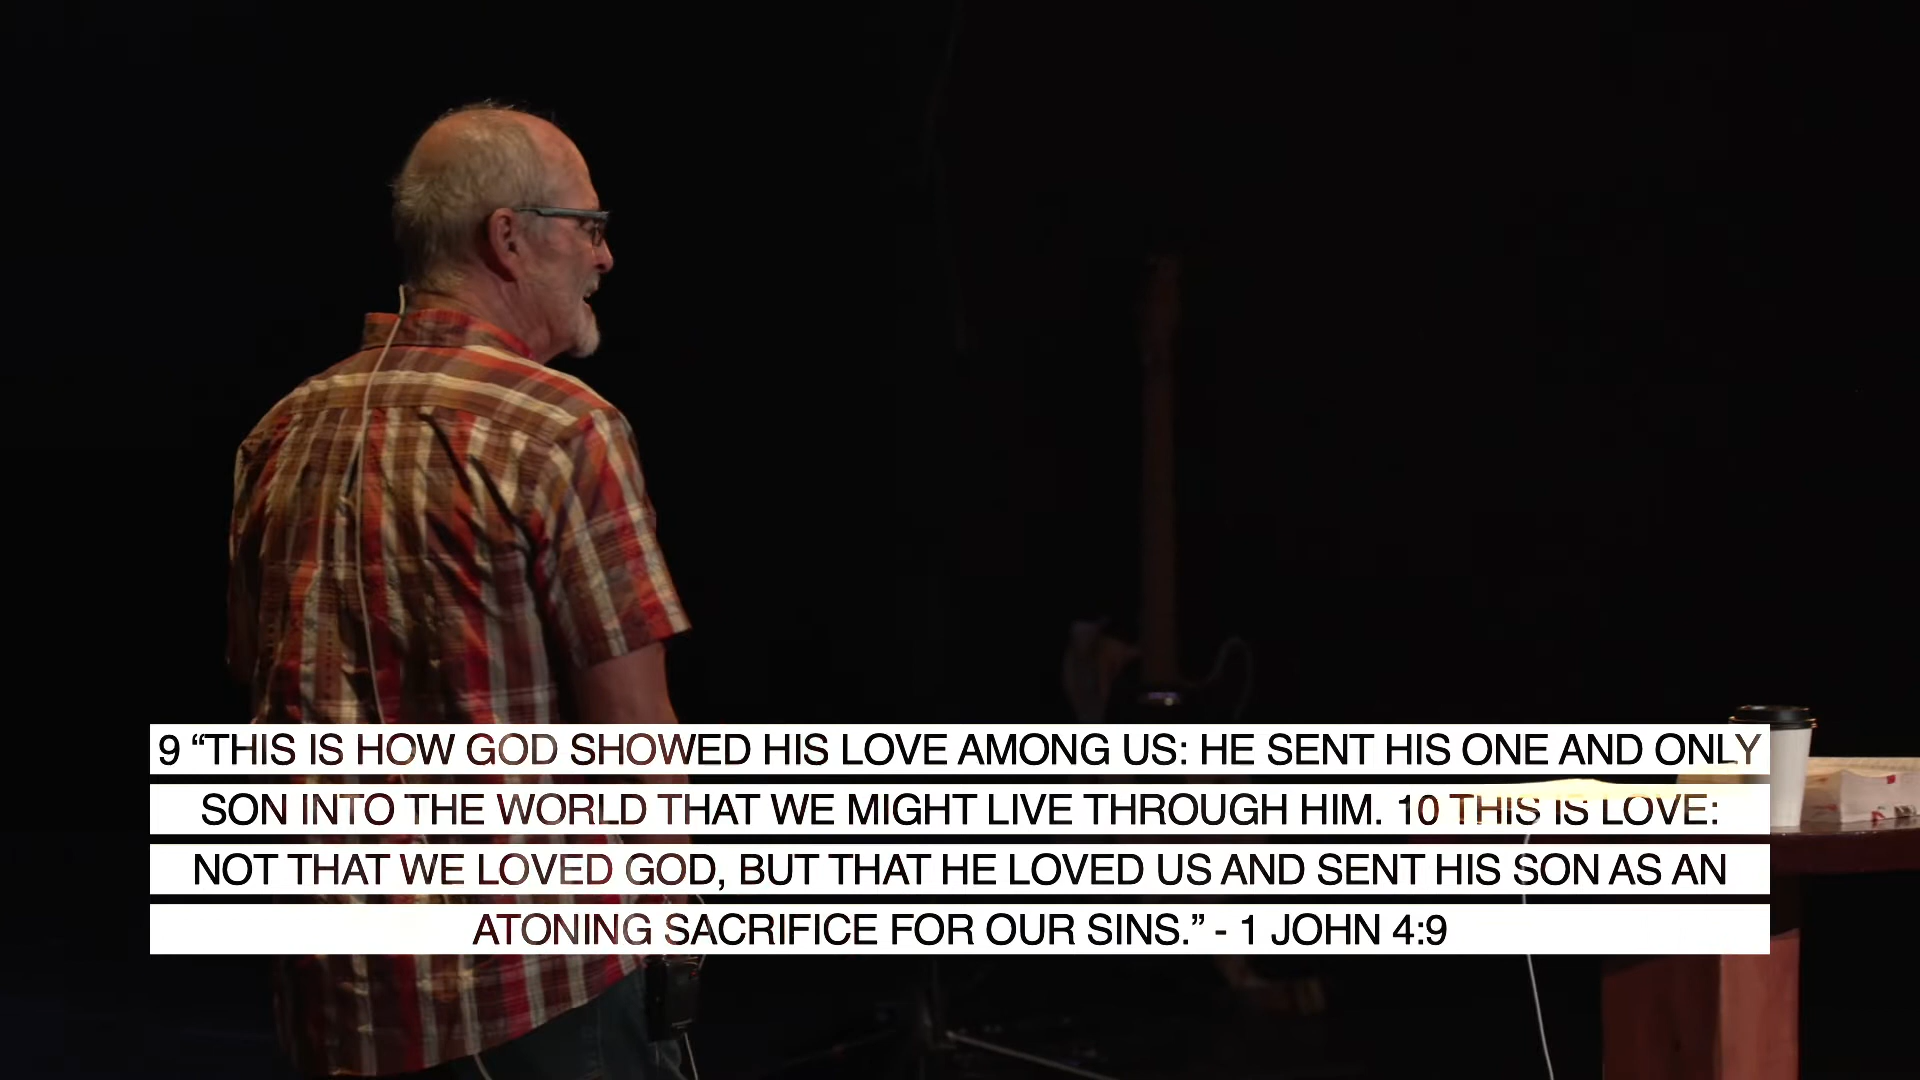 9 “THIS IS HOW GOD SHOWED HIS LOVE AMONG US: HE SENT HIS ONE AND ONLY
SON INTO THE WORLD THAT WE MIGHT LIVE THROUGH HIM. 10 THIS IS LOVE:
NOT THAT WE LOVED GOD, BUT THAT HE LOVED US AND SENT HIS SON AS AN
ATONING SACRIFICE FOR OUR SINS.” - 1 JOHN 4:9